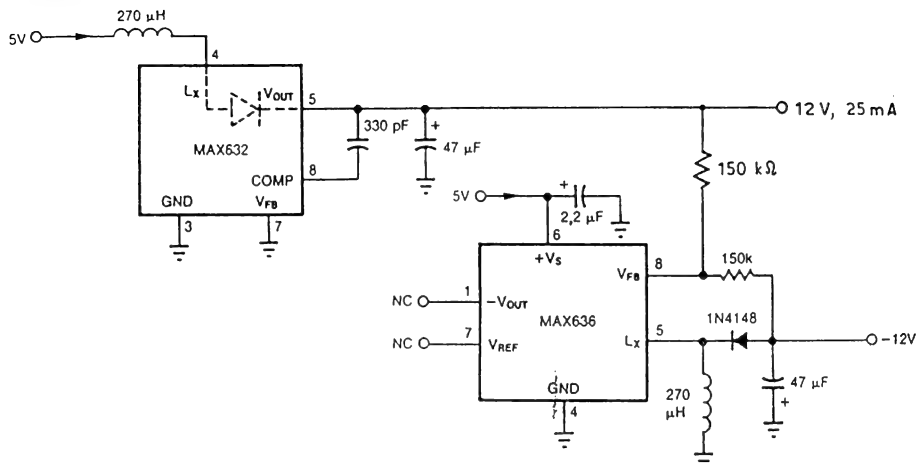 270 μH
5V
4
LX
VOUT
5
12 V, 25 mA
330 pF
+
47 μF
MAX632
150 kΩ
COMP
8
5V
+
2,2 μF
GND
VFB
3
7
6
+VS
VFB
8
150k
NC
1
-VOUT
1N4148
MAX636
NC
7
VREF
LX
5
-12V
GND
4
270
μH
47 μF
+